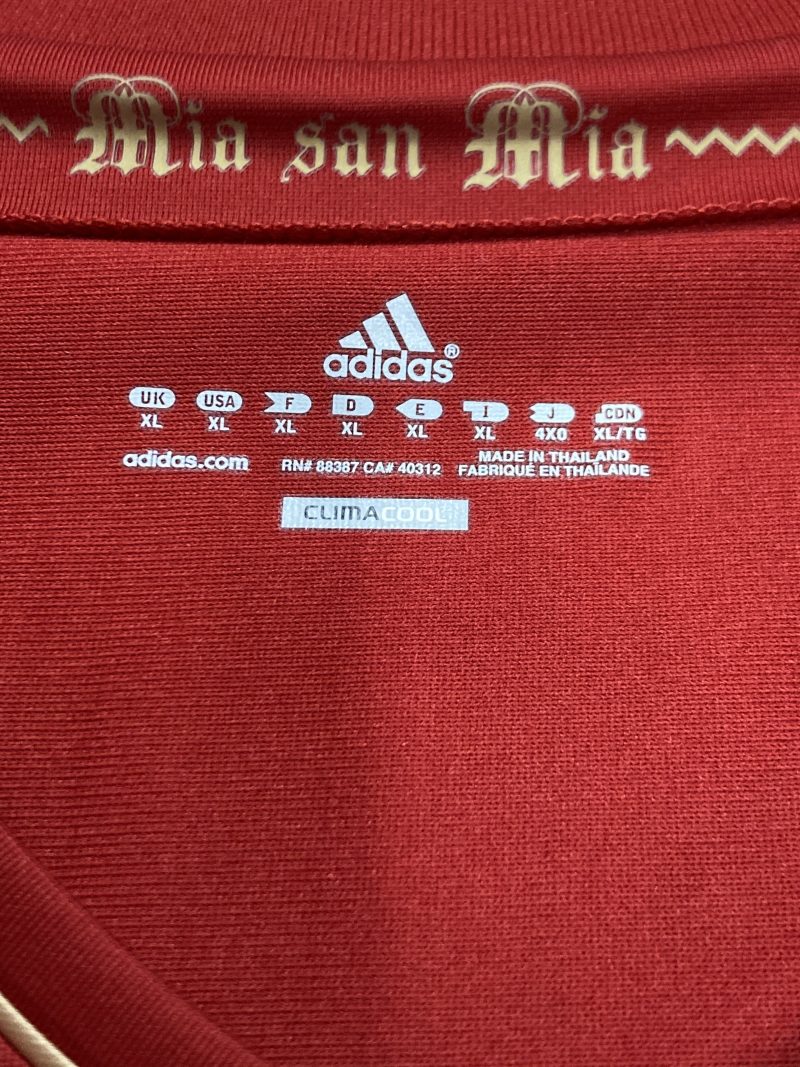 Mia san Mia
adidas®
UK USA F D E I J CDN
XL XL XL XL XL XL 4XO XL/TG
adidas.com RN# 88387 CA# 40312 MADE IN THAILAND
FABRIQUÉ EN THAÏLANDE
CLIMACOOL